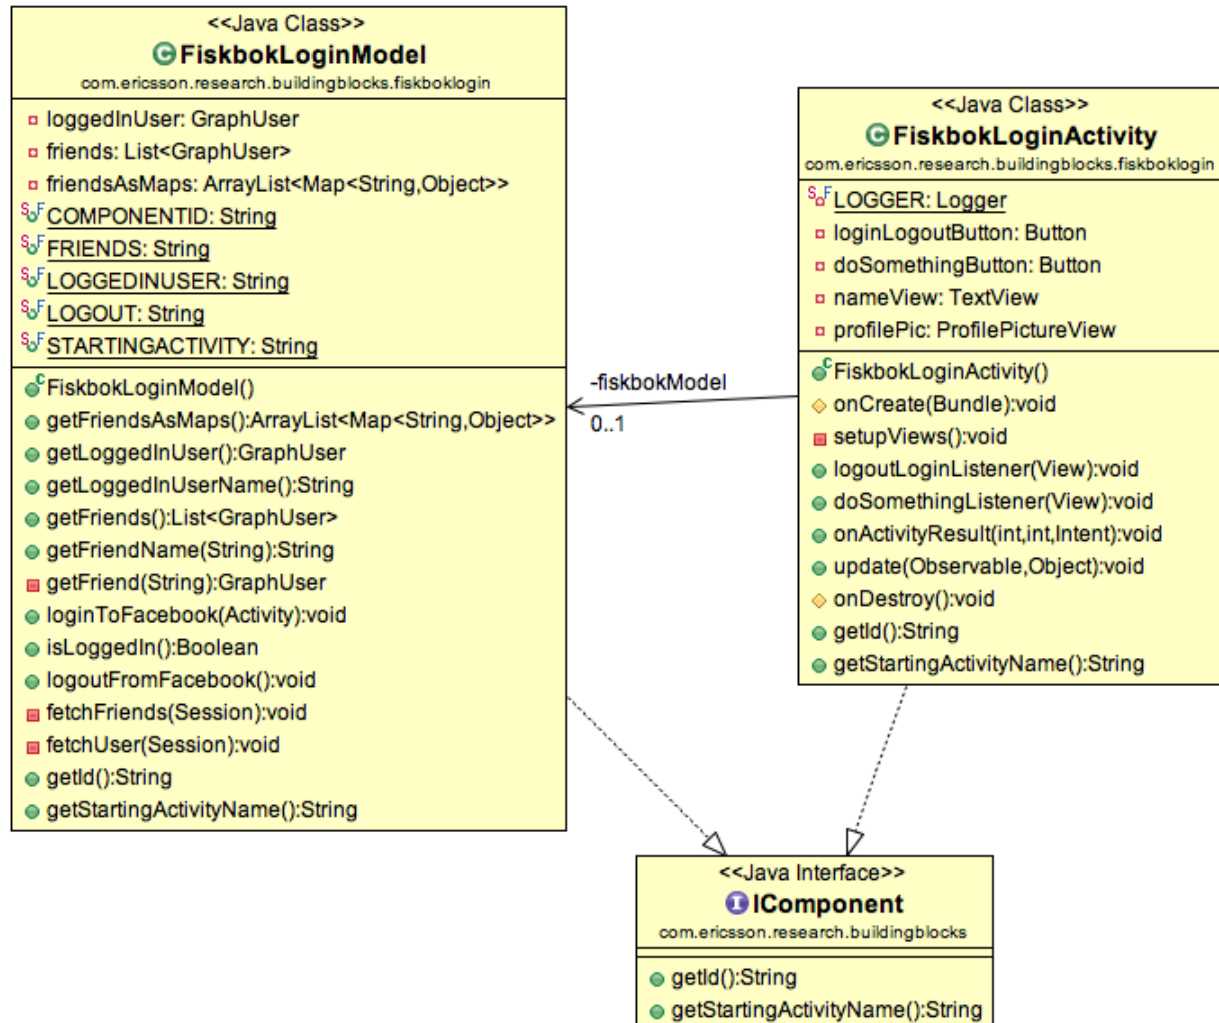 <<Java Class>>
FiskbokLoginModel
com.ericsson.research.buildingblocks.fiskboklogin
loggedInUser: GraphUser
friends: List<GraphUser>
friendsAsMaps: ArrayList<Map<String,Object>>
COMPONENTID: String
FRIENDS: String
LOGGEDINUSER: String
LOGOUT: String
STARTINGACTIVITY: String
FiskbokLoginModel()
getFriendsAsMaps():ArrayList<Map<String,Object>>
getLoggedInUser():GraphUser
getLoggedInUserName():String
getFriends():List<GraphUser>
getFriendName(String):String
getFriend(String):GraphUser
loginToFacebook(Activity):void
isLoggedIn():Boolean
logoutFromFacebook():void
fetchFriends(Session):void
fetchUser(Session):void
getId():String
getStartingActivityName():String
-fiskbokModel
0..1
<<Java Class>>
FiskbokLoginActivity
com.ericsson.research.buildingblocks.fiskboklogin
LOGGER: Logger
loginLogoutButton: Button
doSomethingButton: Button
nameView: TextView
profilePic: ProfilePictureView
FiskbokLoginActivity()
onCreate(Bundle):void
setupViews():void
logoutLoginListener(View):void
doSomethingListener(View):void
onActivityResult(int,int,Intent):void
update(Observable,Object):void
onDestroy():void
getId():String
getStartingActivityName():String
<<Java Interface>>
IComponent
com.ericsson.research.buildingblocks
getId():String
getStartingActivityName():String